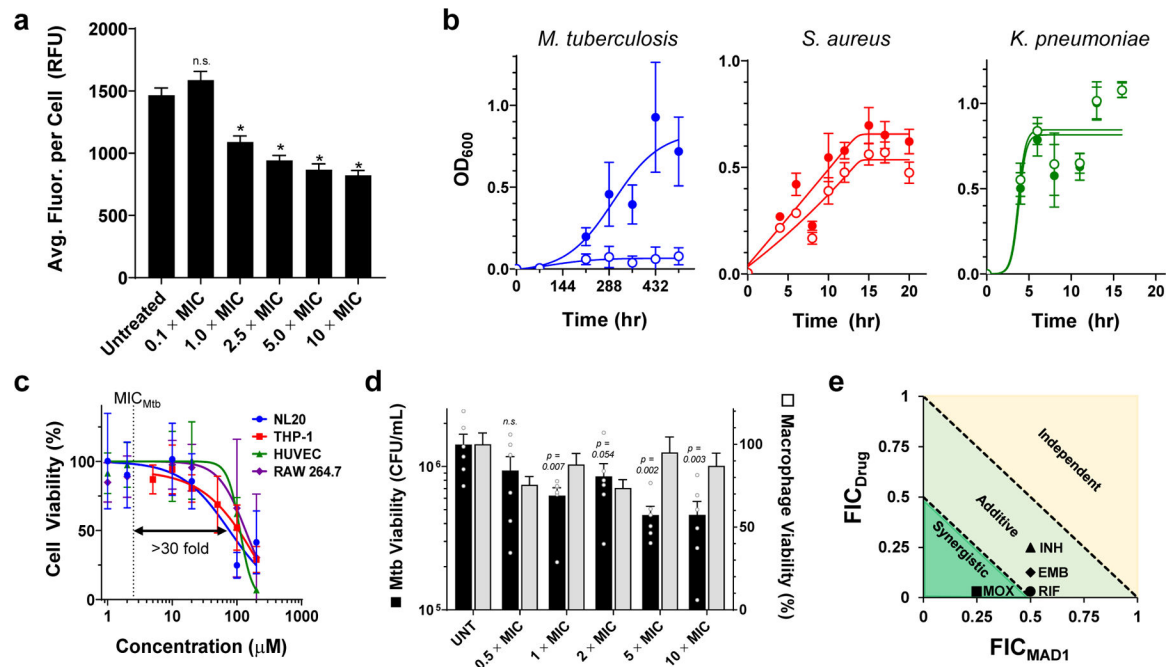 a
Avg. Fluor. per Cell (RFU)
2000
1500
1000
500
0
n.s.
*
*
*
*
Untreated
0.1 × MIC
1.0 × MIC
2.5 × MIC
5.0 × MIC
10 × MIC
b
M. tuberculosis
S. aureus
K. pneumoniae
OD600
1.0
0.5
0.0
0
144
288
432
Time (hr)
1.0
0.5
0.0
0
5
10
15
20
Time (hr)
1.0
0.5
0.0
0
5
10
15
20
Time (hr)
c
MICMtb
NL20
THP-1
HUVEC
RAW 264.7
Cell Viability (%)
150
100
50
0
>30 fold
1
10
100
1000
Concentration (μM)
d
Mtb Viability (CFU/mL)
10⁶
10⁵
n.s.
p =
0.007
p =
0.054
p =
0.002
p =
0.003
100
50
0
Macrophage Viability (%)
UNT
0.5 × MIC
1 × MIC
2 × MIC
5 × MIC
10 × MIC
e
FICDrug
1
0.75
0.5
0.25
0
Independent
Additive
Synergistic
INH
EMB
MOX
RIF
0
0.25
0.5
0.75
1
FICMAD1